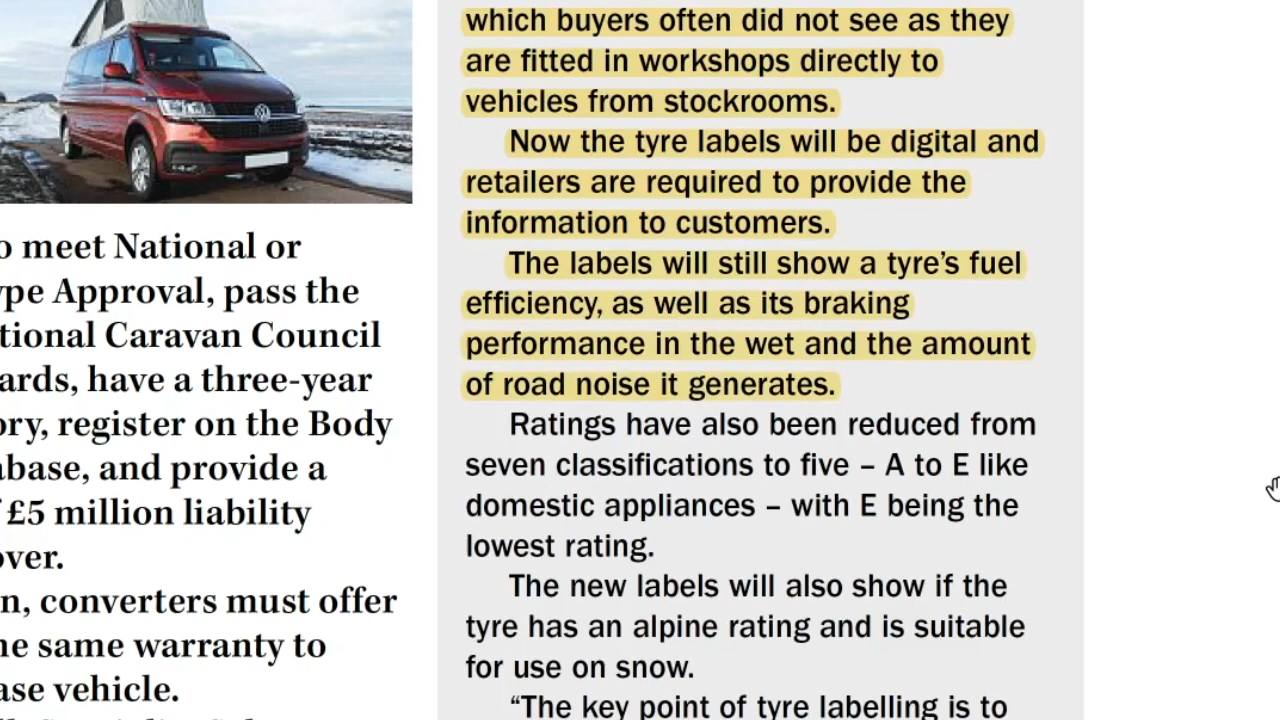 o meet National or
ype Approval, pass the
tional Caravan Council
ards, have a three-year
ory, register on the Body
abase, and provide a
f £5 million liability
over.
n, converters must offer
he same warranty to
ase vehicle.
which buyers often did not see as they
are fitted in workshops directly to
vehicles from stockrooms.
Now the tyre labels will be digital and
retailers are required to provide the
information to customers.
The labels will still show a tyre’s fuel
efficiency, as well as its braking
performance in the wet and the amount
of road noise it generates.
Ratings have also been reduced from
seven classifications to five – A to E like
domestic appliances – with E being the
lowest rating.
The new labels will also show if the
tyre has an alpine rating and is suitable
for use on snow.
“The key point of tyre labelling is to